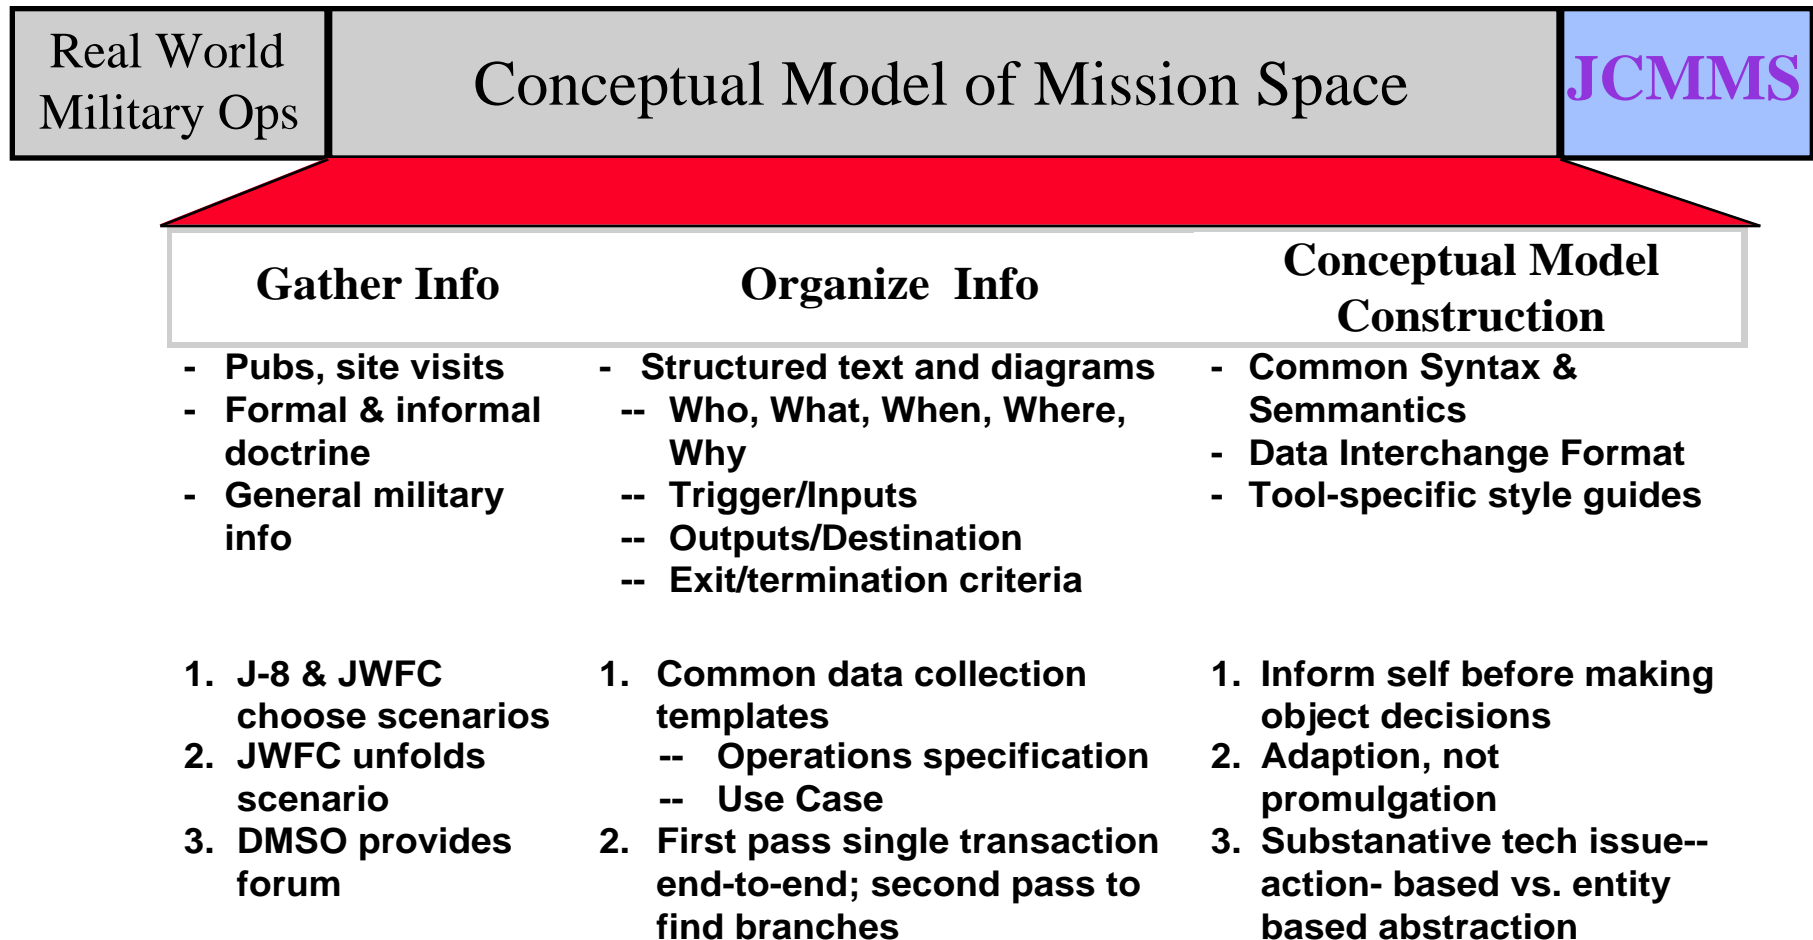 Real World
Military Ops
Conceptual Model of Mission Space
JCMMS
Gather Info
Organize  Info
Conceptual Model
Construction
- Pubs, site visits
- Formal & informal
doctrine
- General military
info
- Structured text and diagrams
-- Who, What, When, Where,
Why
-- Trigger/Inputs
-- Outputs/Destination
-- Exit/termination criteria
- Common Syntax &
Semmantics
- Data Interchange Format
- Tool-specific style guides
1. J-8 & JWFC
choose scenarios
2. JWFC unfolds
scenario
3. DMSO provides
forum
1. Common data collection
templates
-- Operations specification
-- Use Case
2. First pass single transaction
end-to-end; second pass to
find branches
1. Inform self before making
object decisions
2. Adaption, not
promulgation
3. Substanative tech issue--
action- based vs. entity
based abstraction